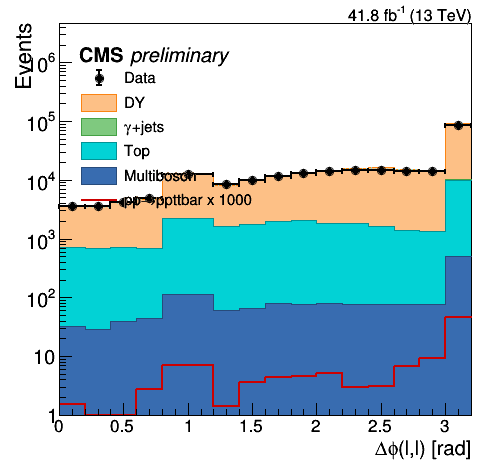 41.8 fb⁻¹ (13 TeV)
Events
CMS preliminary
Data
DY
γ+jets
Top
Multiboson
pp→ppttbar x 1000
10⁶
10⁵
10⁴
10³
10²
10
1
0 0.5 1 1.5 2 2.5 3
Δϕ(l,l) [rad]